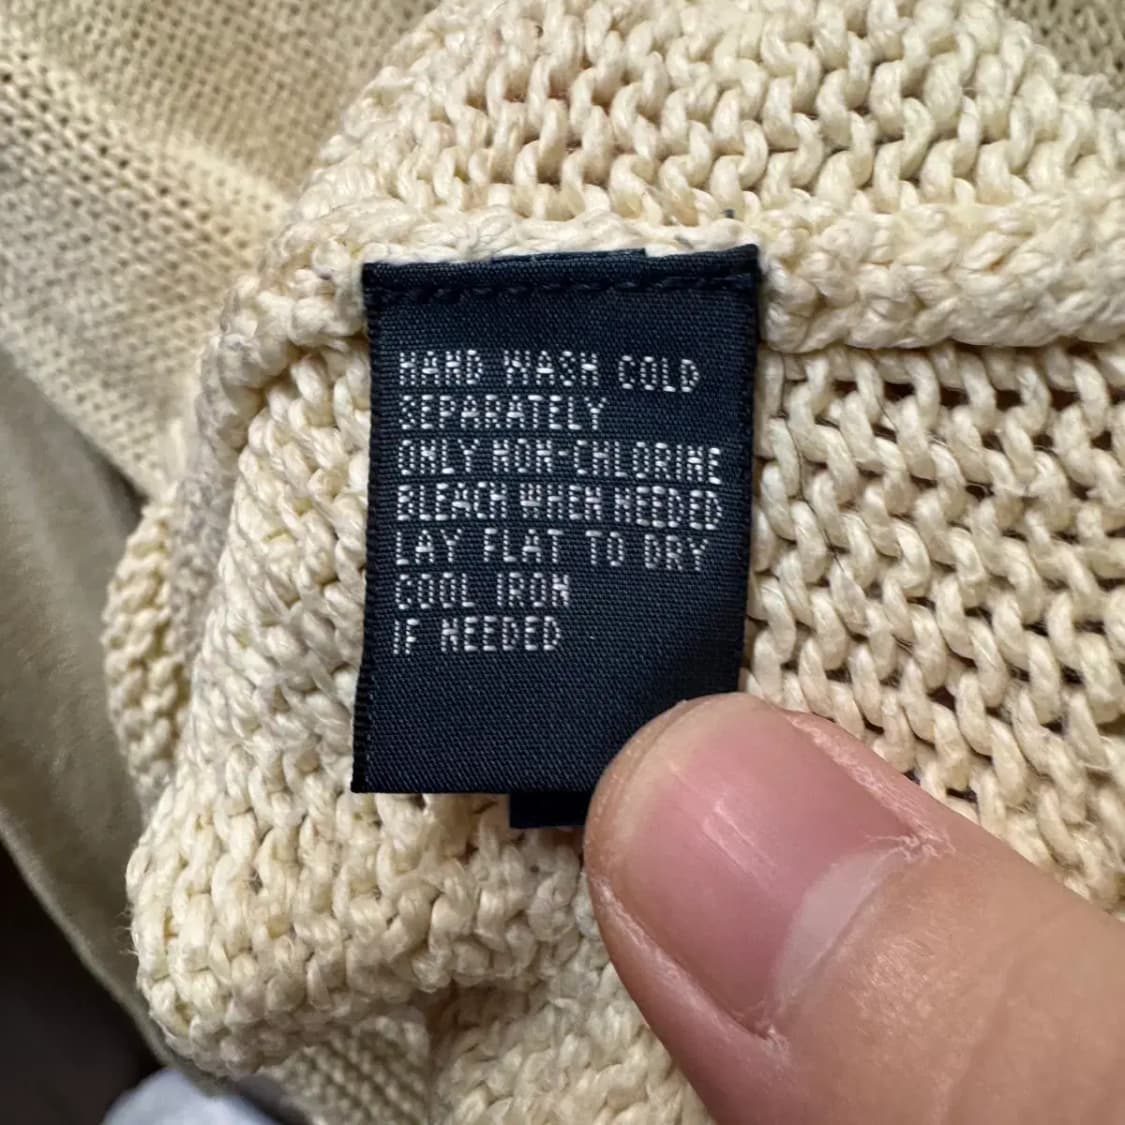 HAND WASH COLD
SEPARATELY
ONLY NON-CHLORINE
BLEACH WHEN NEEDED
LAY FLAT TO DRY
COOL IRON
IF NEEDED